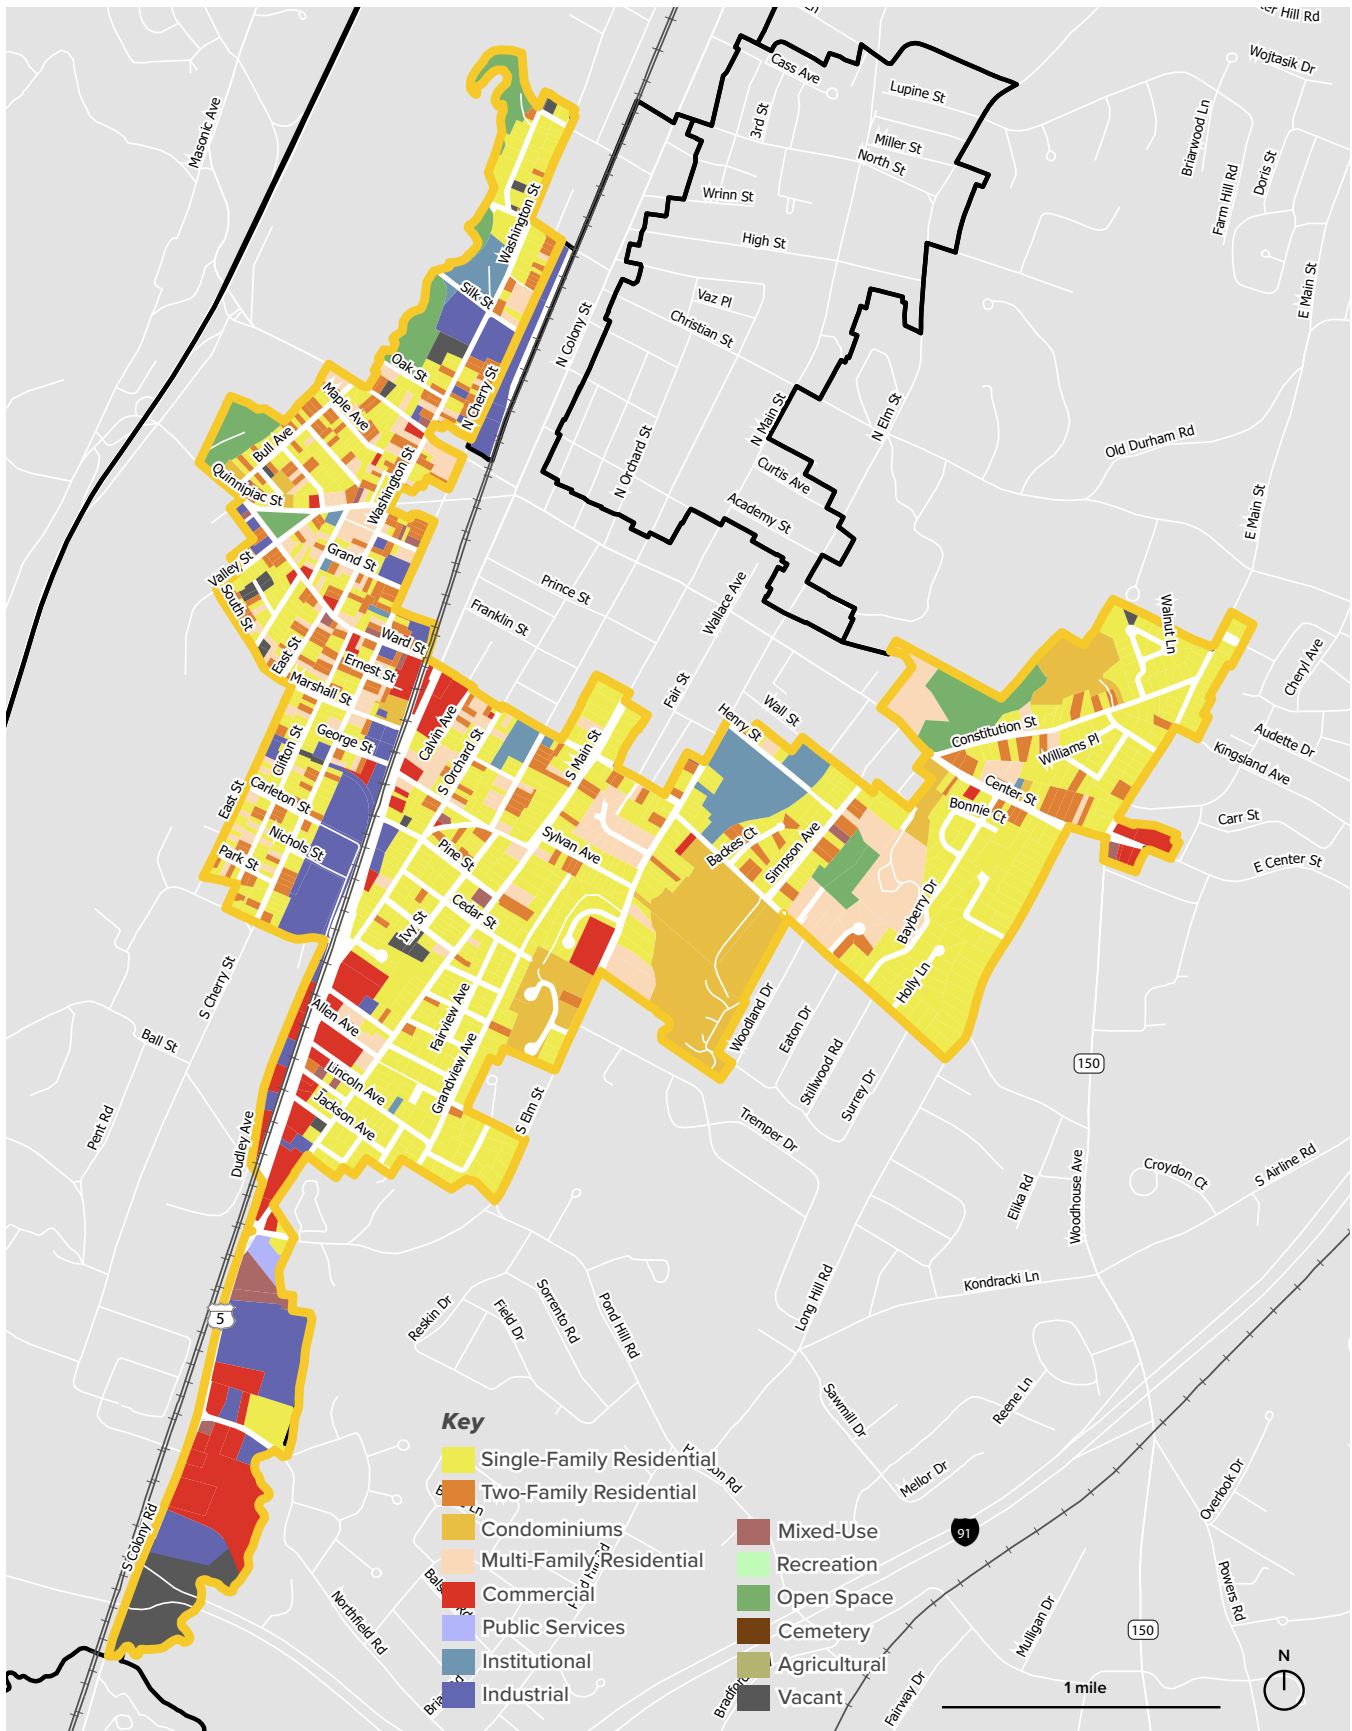 Wojtasik Dr
Cass Ave
Lupine St
Masonic Ave
3rd St
Briarwood Ln
Miller St
North St
Doris St
Farm Hill Rd
Wrinn St
Washington St
High St
E Main St
Silk St
Vaz Pl
Christian St
N Colony St
Oak St
N Cherry St
Maple Ave
N Main St
N Elm St
Bull Ave
Old Durham Rd
N Orchard St
Quinnipiac St
Washington St
Curtis Ave
Academy St
E Main St
Grand St
Valley St
South St
Prince St
Wallace Ave
Franklin St
Walnut Ln
Ward St
East St
Ernest St
Cheryl Ave
Marshall St
Fair St
Wall St
Henry St
Calvin Ave
S Orchard St
S Main St
Constitution St
Williams Pl
Audette Dr
Kingsland Ave
Clifton St
George St
Center St
East St
Carleton St
Bonnie Ct
Carr St
Nichols St
Park St
Pine St
Sylvan Ave
Backes Ct
Simpson Ave
E Center St
Cedar St
Ivy St
Bayberry Dr
S Cherry St
Holly Ln
Allen Ave
Fairview Ave
Woodland Dr
Eaton Dr
Ball St
Stillwood Rd
Surrey Dr
150
Lincoln Ave
Grandview Ave
Jackson Ave
S Elm St
Tremper Dr
Pent Rd
Dudley Ave
Elika Rd
Woodhouse Ave
Croydon Ct
S Airline Rd
Kondracki Ln
Long Hill Rd
5
Reskin Dr
Field Dr
Sorrento Rd
Pond Hill Rd
Sawmill Dr
Reene Ln
Mellor Dr
Overlook Dr
S Colony Rd
91
Northfield Rd
Powers Rd
Mulligan Dr
150
Fairway Dr
Key
Single-Family Residential
Two-Family Residential
Condominiums
Multi-Family Residential
Commercial
Public Services
Institutional
Industrial
Mixed-Use
Recreation
Open Space
Cemetery
Agricultural
Vacant
1 mile
N